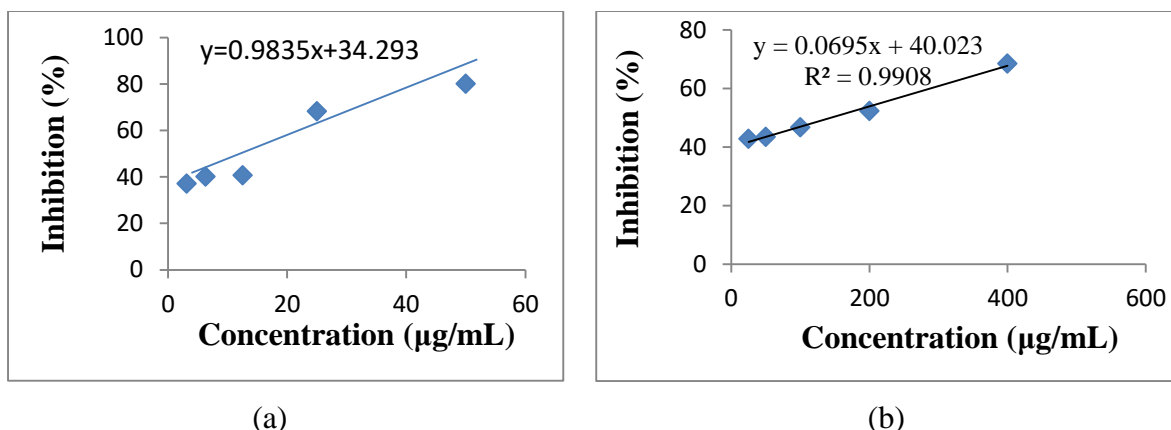 y=0.9835x+34.293
Inhibition (%)
100
80
60
40
20
0
0 20 40 60
Concentration (µg/mL)
(a)
y = 0.0695x + 40.023
R² = 0.9908
Inhibition (%)
80
60
40
20
0
0 200 400 600
Concentration (µg/mL)
(b)